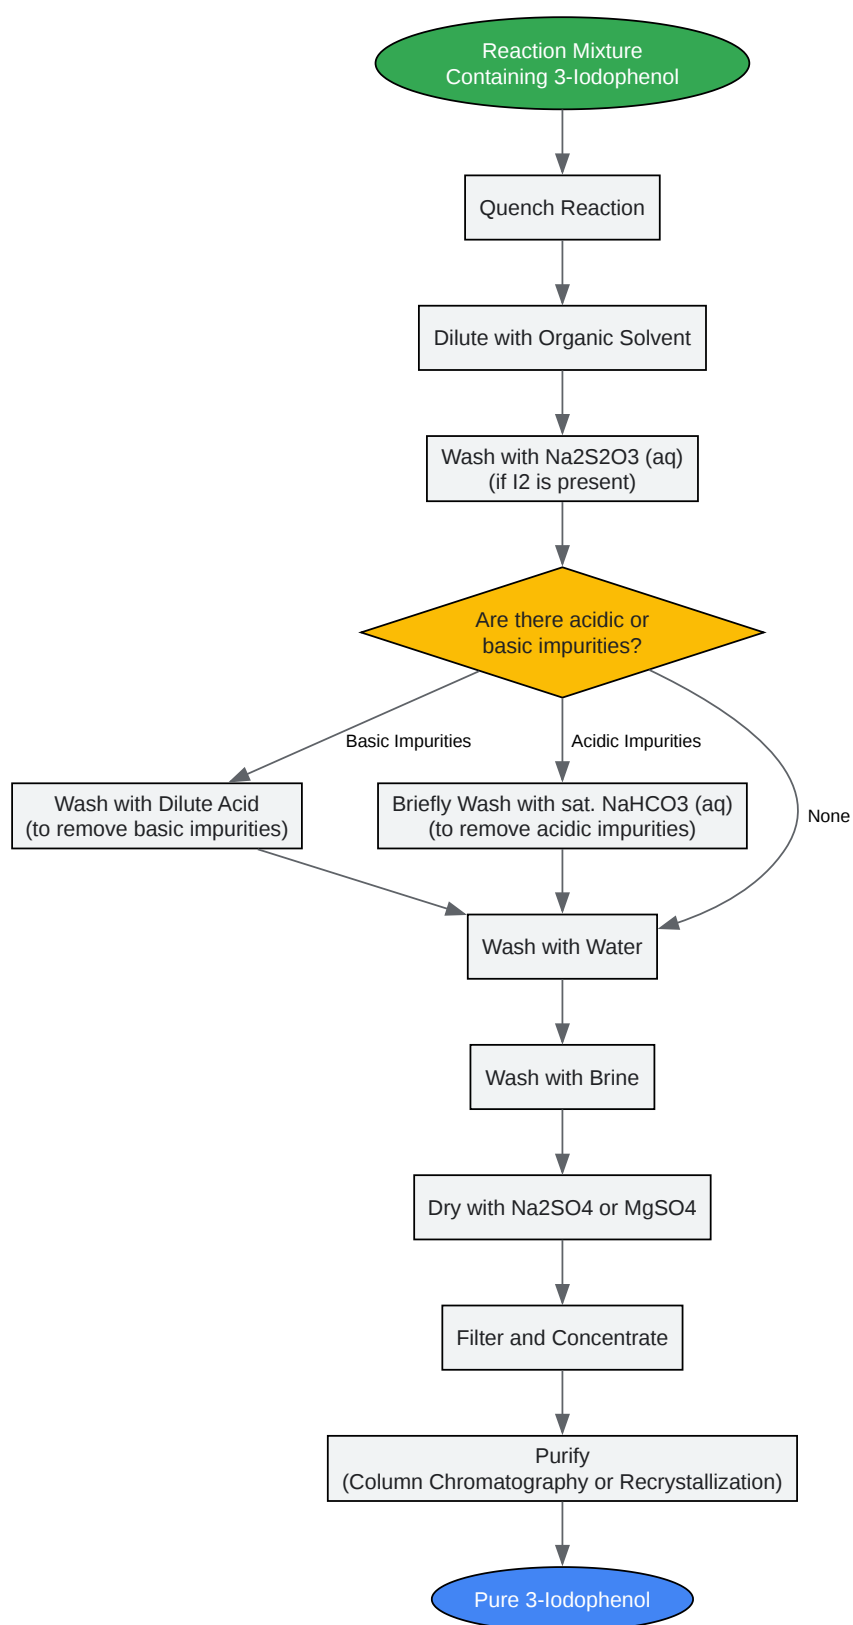 Reaction Mixture
Containing 3-Iodophenol
Quench Reaction
Dilute with Organic Solvent
Wash with Na2S2O3 (aq)
(if I2 is present)
Are there acidic or
basic impurities?
Basic Impurities
Acidic Impurities
None
Wash with Dilute Acid
(to remove basic impurities)
Briefly Wash with sat. NaHCO3 (aq)
(to remove acidic impurities)
Wash with Water
Wash with Brine
Dry with Na2SO4 or MgSO4
Filter and Concentrate
Purify
(Column Chromatography or Recrystallization)
Pure 3-Iodophenol